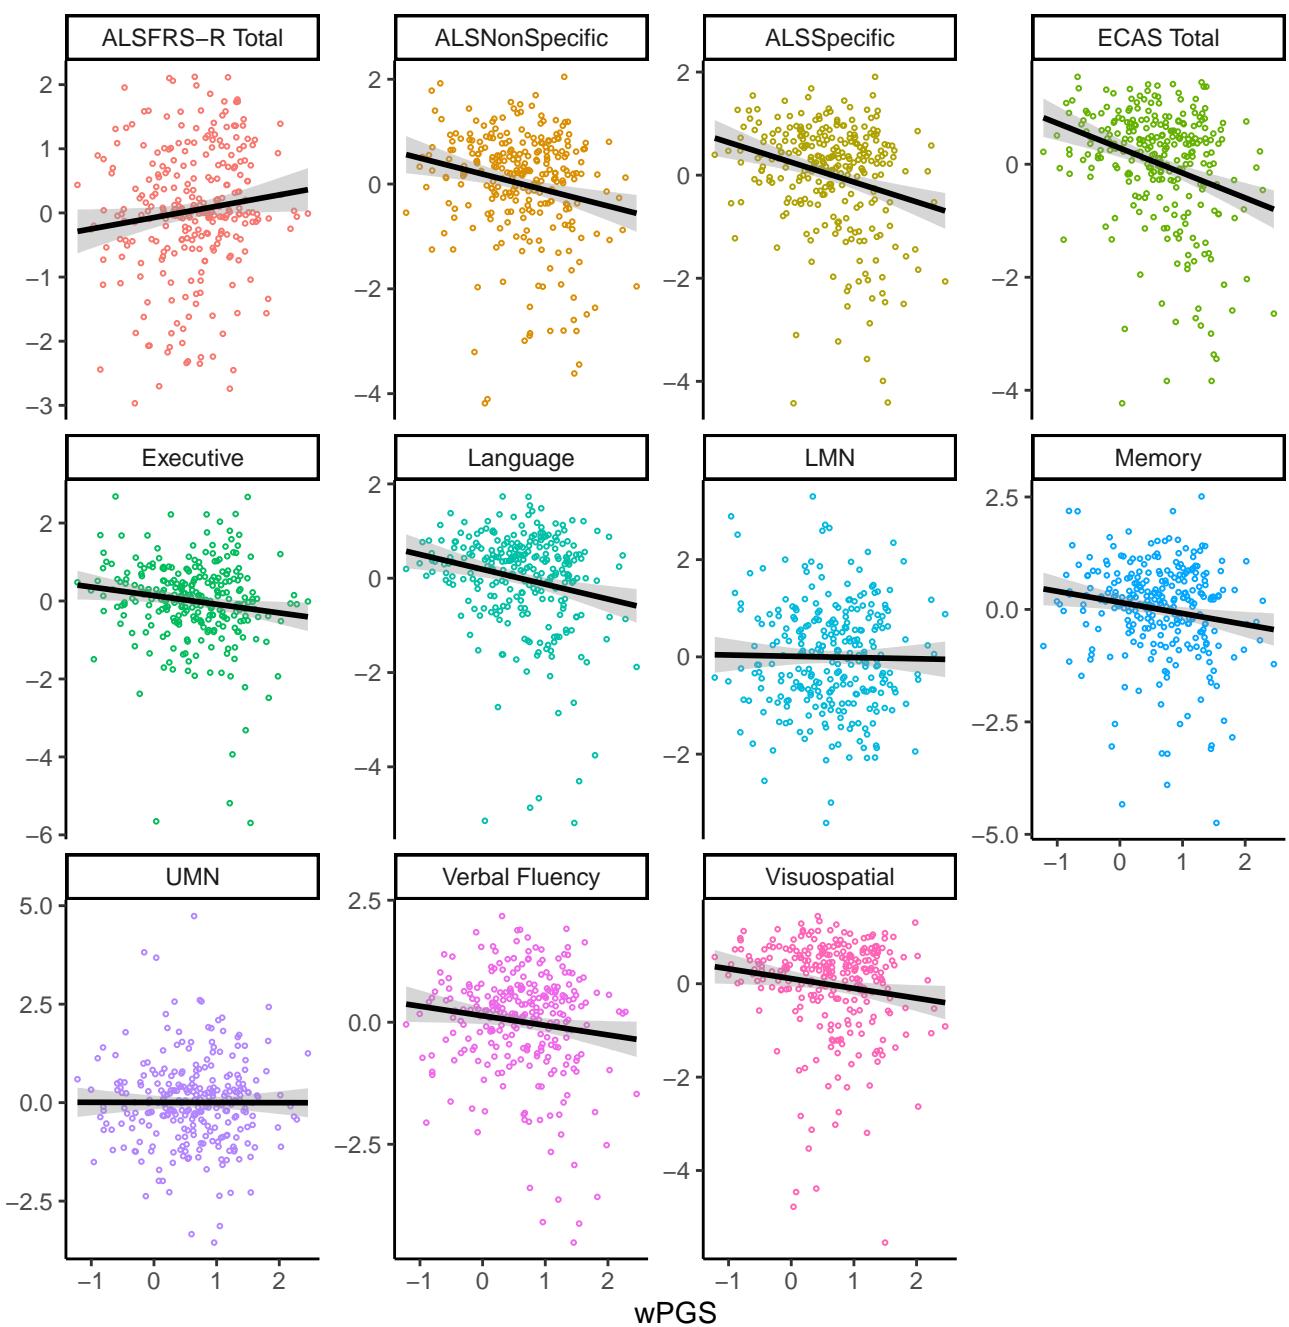 ALSFRS−R Total
ALSNonSpecific
ALSSpecific
ECAS Total
2
1
0
−1
−2
−3
2
0
−2
−4
2
0
−2
−4
0
−2
−4
Executive
Language
LMN
Memory
2
0
−2
−4
−6
2
0
−2
−4
2
0
−2
2.5
0.0
−2.5
−5.0
−1 0 1 2
UMN
Verbal Fluency
Visuospatial
5.0
2.5
0.0
−2.5
2.5
0.0
−2.5
0
−2
−4
−1 0 1 2
−1 0 1 2
−1 0 1 2
wPGS